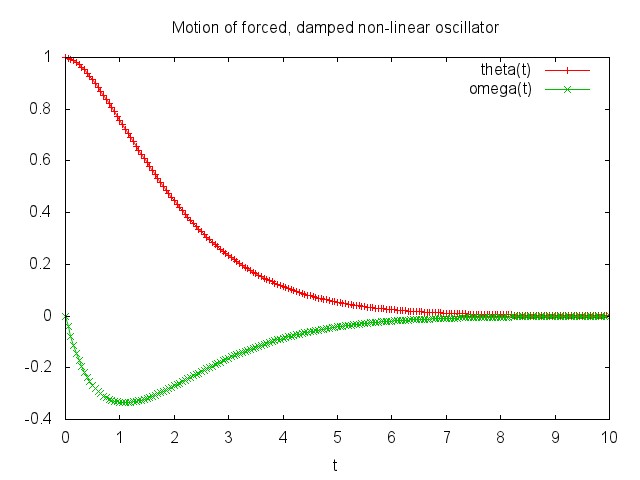 Motion of forced, damped non-linear oscillator
theta(t)
omega(t)
1
0.8
0.6
0.4
0.2
0
-0.2
-0.4
0 1 2 3 4 5 6 7 8 9 10
t